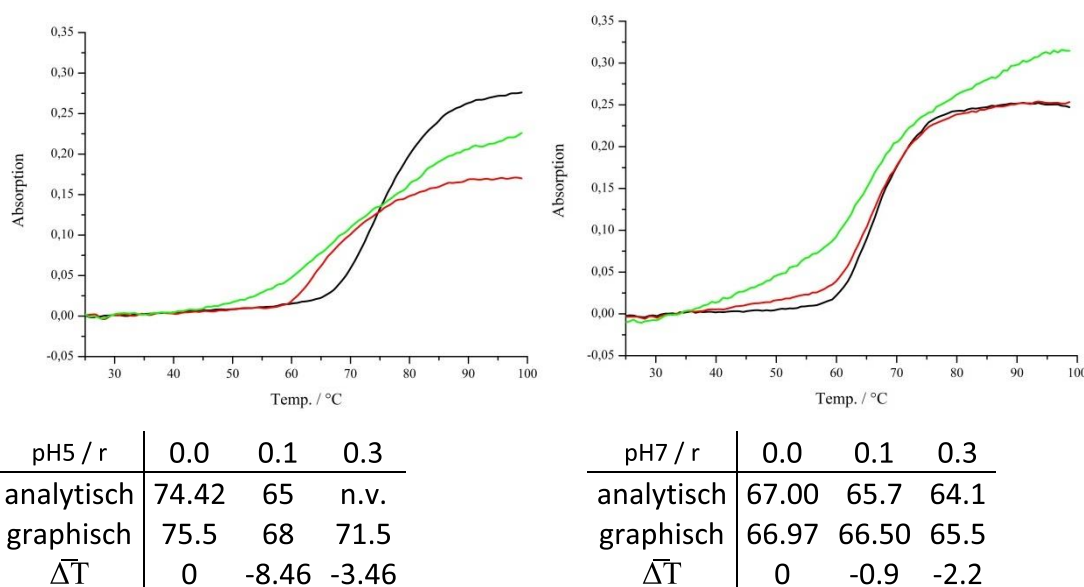 0,35
0,30
0,25
0,20
0,15
0,10
0,05
0,00
-0,05
Absorption
30 40 50 60 70 80 90 100
Temp. / °C
0,35
0,30
0,25
0,20
0,15
0,10
0,05
0,00
-0,05
Absorption
30 40 50 60 70 80 90 100
Temp. / °C
pH5 / r 0.0 0.1 0.3
analytisch 74.42 65 n.v.
graphisch 75.5 68 71.5
Δ̅T̅ 0 -8.46 -3.46
pH7 / r 0.0 0.1 0.3
analytisch 67.00 65.7 64.1
graphisch 66.97 66.50 65.5
Δ̅T̅ 0 -0.9 -2.2